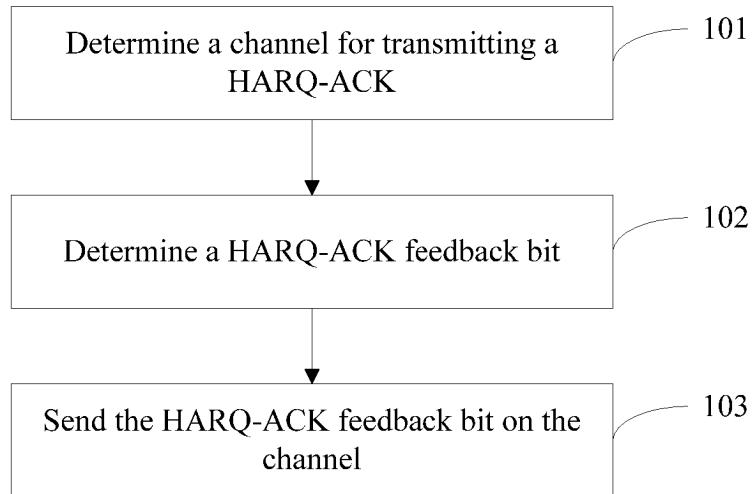 Determine a channel for transmitting a
HARQ-ACK
101
Determine a HARQ-ACK feedback bit
102
Send the HARQ-ACK feedback bit on the
channel
103